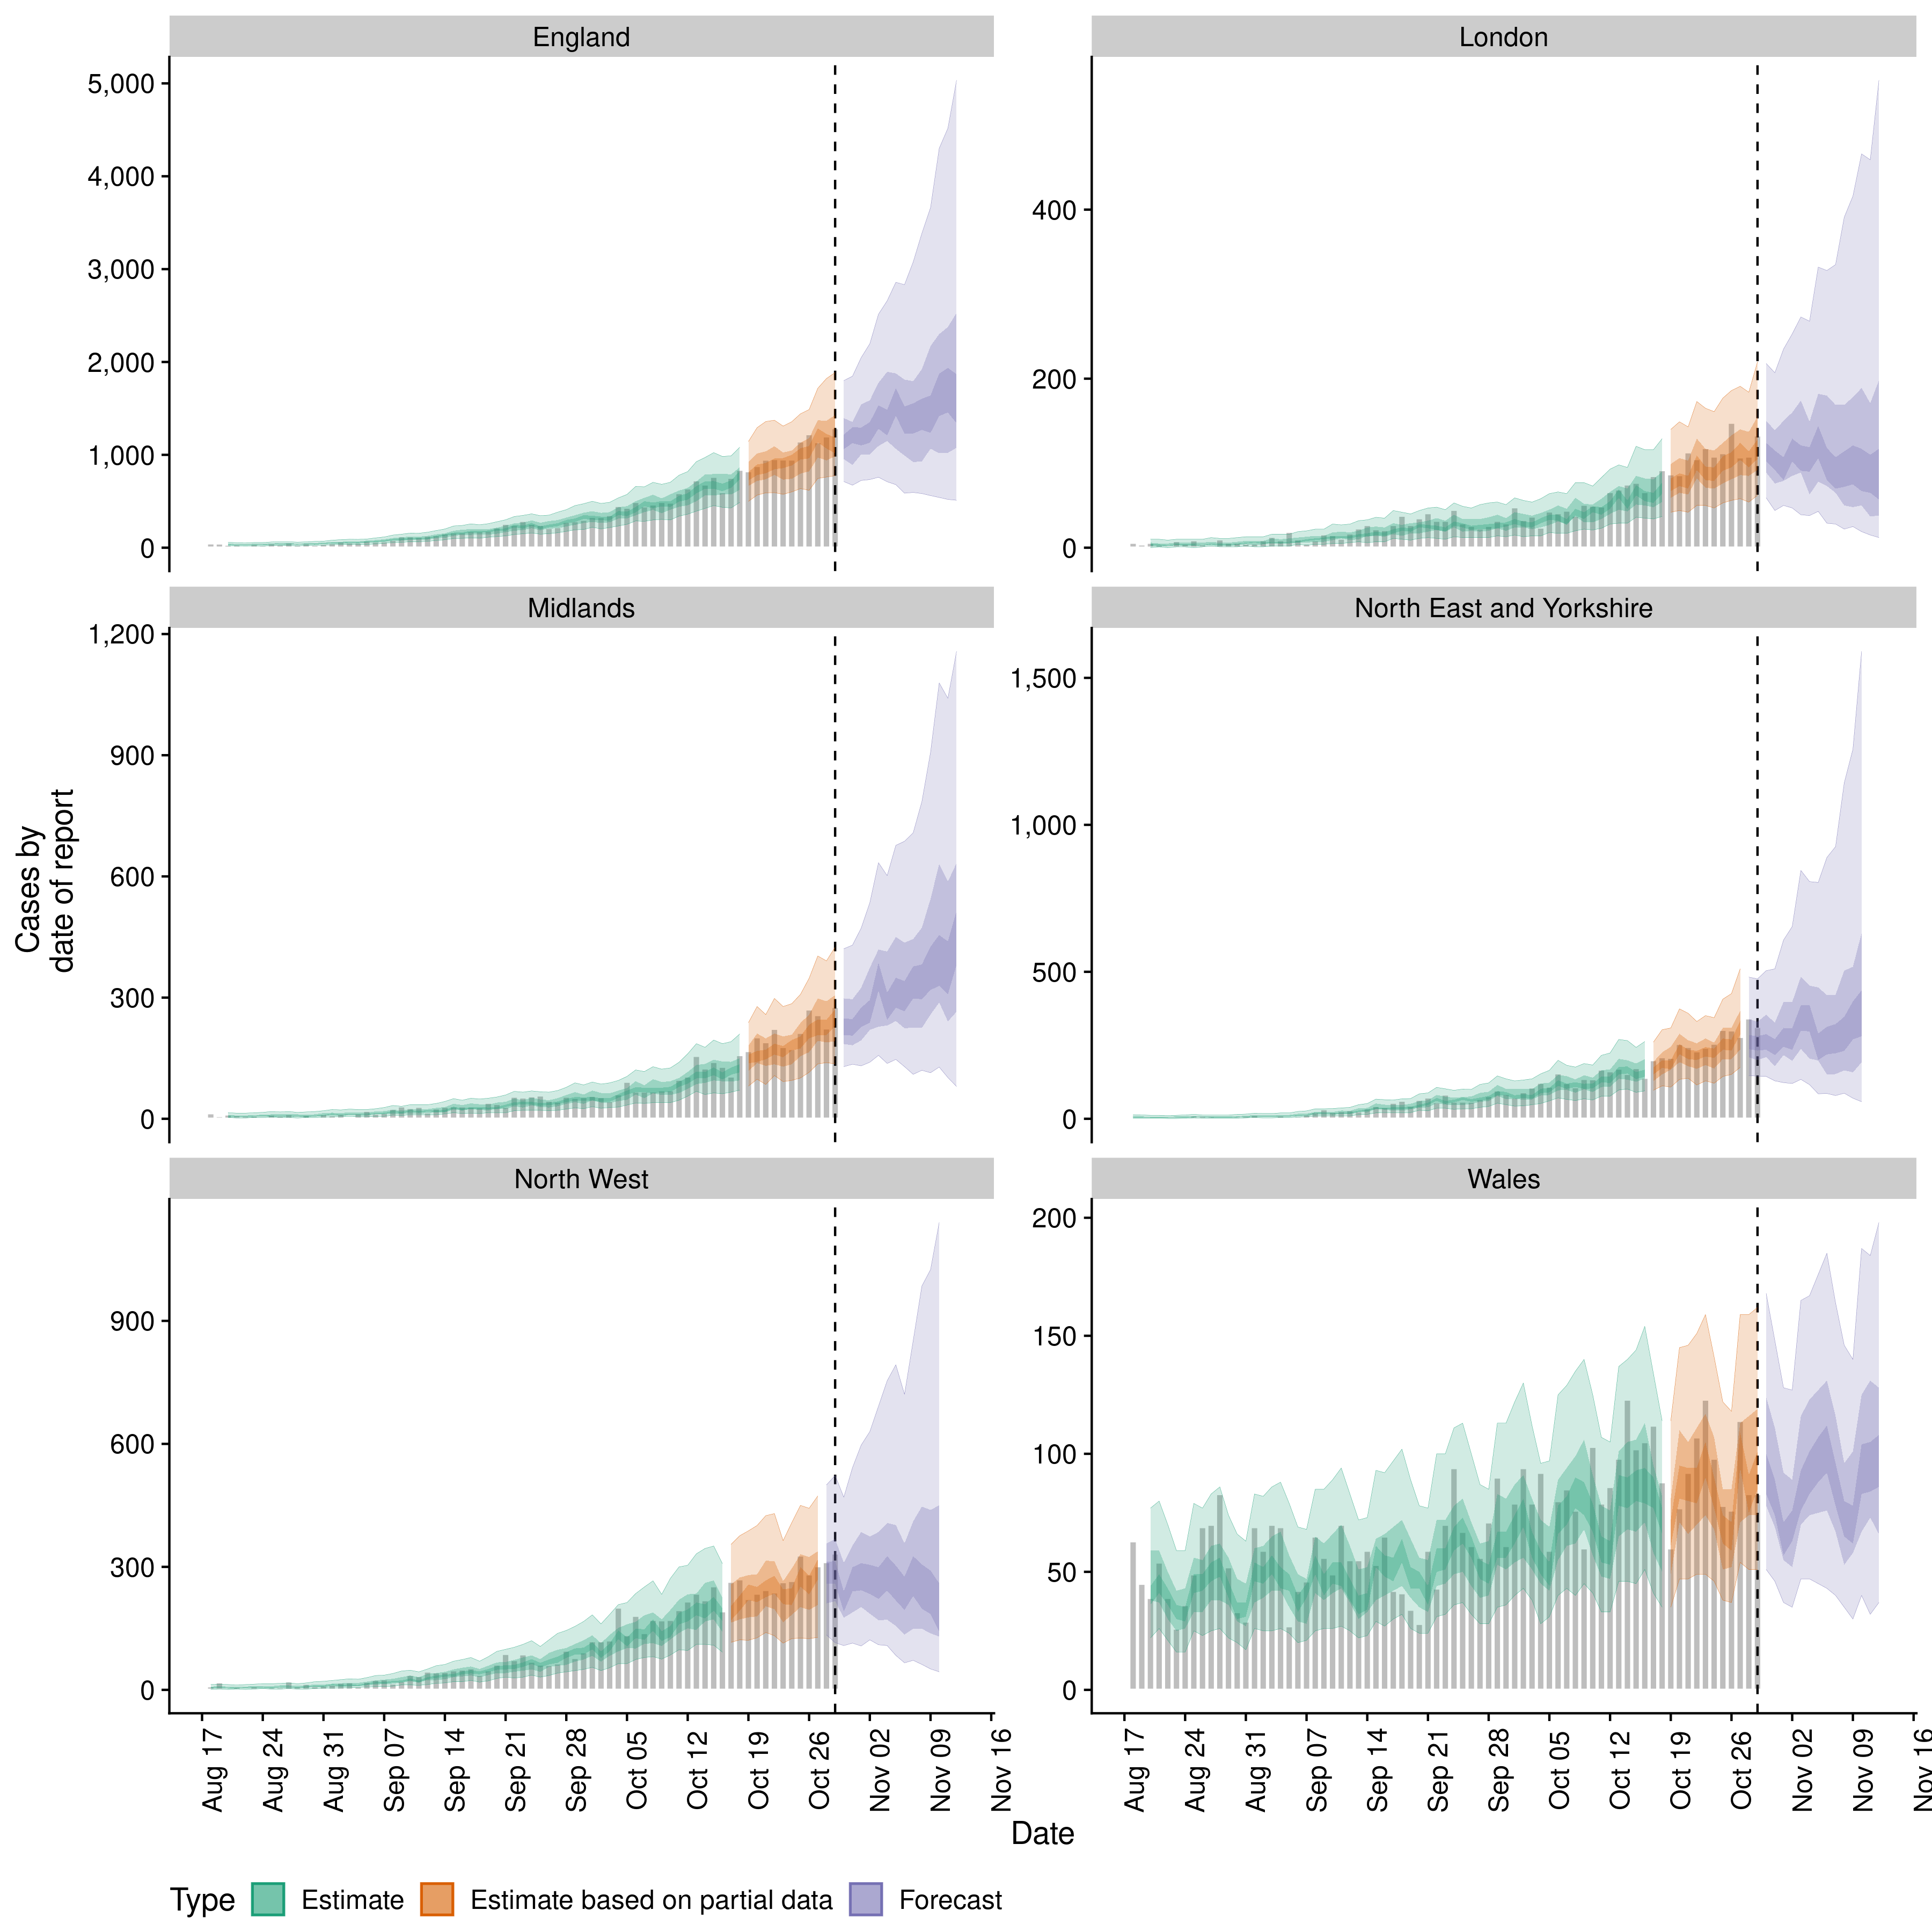 England
London
5,000
4,000
3,000
2,000
1,000
0
400
200
0
Midlands
North East and Yorkshire
1,200
900
600
300
0
1,500
1,000
500
0
Cases by
date of report
North West
Wales
900
600
300
0
200
150
100
50
0
Aug 17
Aug 24
Aug 31
Sep 07
Sep 14
Sep 21
Sep 28
Oct 05
Oct 12
Oct 19
Oct 26
Nov 02
Nov 09
Nov 16
Aug 17
Aug 24
Aug 31
Sep 07
Sep 14
Sep 21
Sep 28
Oct 05
Oct 12
Oct 19
Oct 26
Nov 02
Nov 09
Nov 16
Date
Type Estimate Estimate based on partial data Forecast